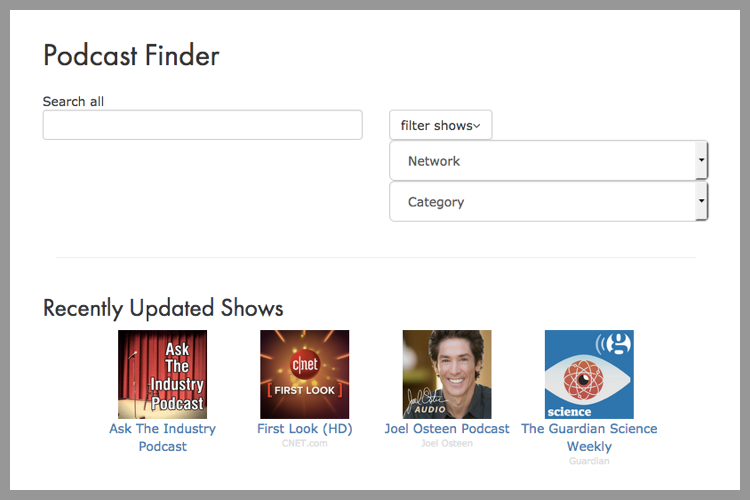 Podcast Finder
Search all
filter shows
Network
Category
Recently Updated Shows
Ask
The
Industry
Podcast
c|net
[ FIRST LOOK ]
Joel Osteen
AUDIO
g
science
Ask The Industry
Podcast
First Look (HD)
CNET.com
Joel Osteen Podcast
Joel Osteen
The Guardian Science
Weekly
Guardian